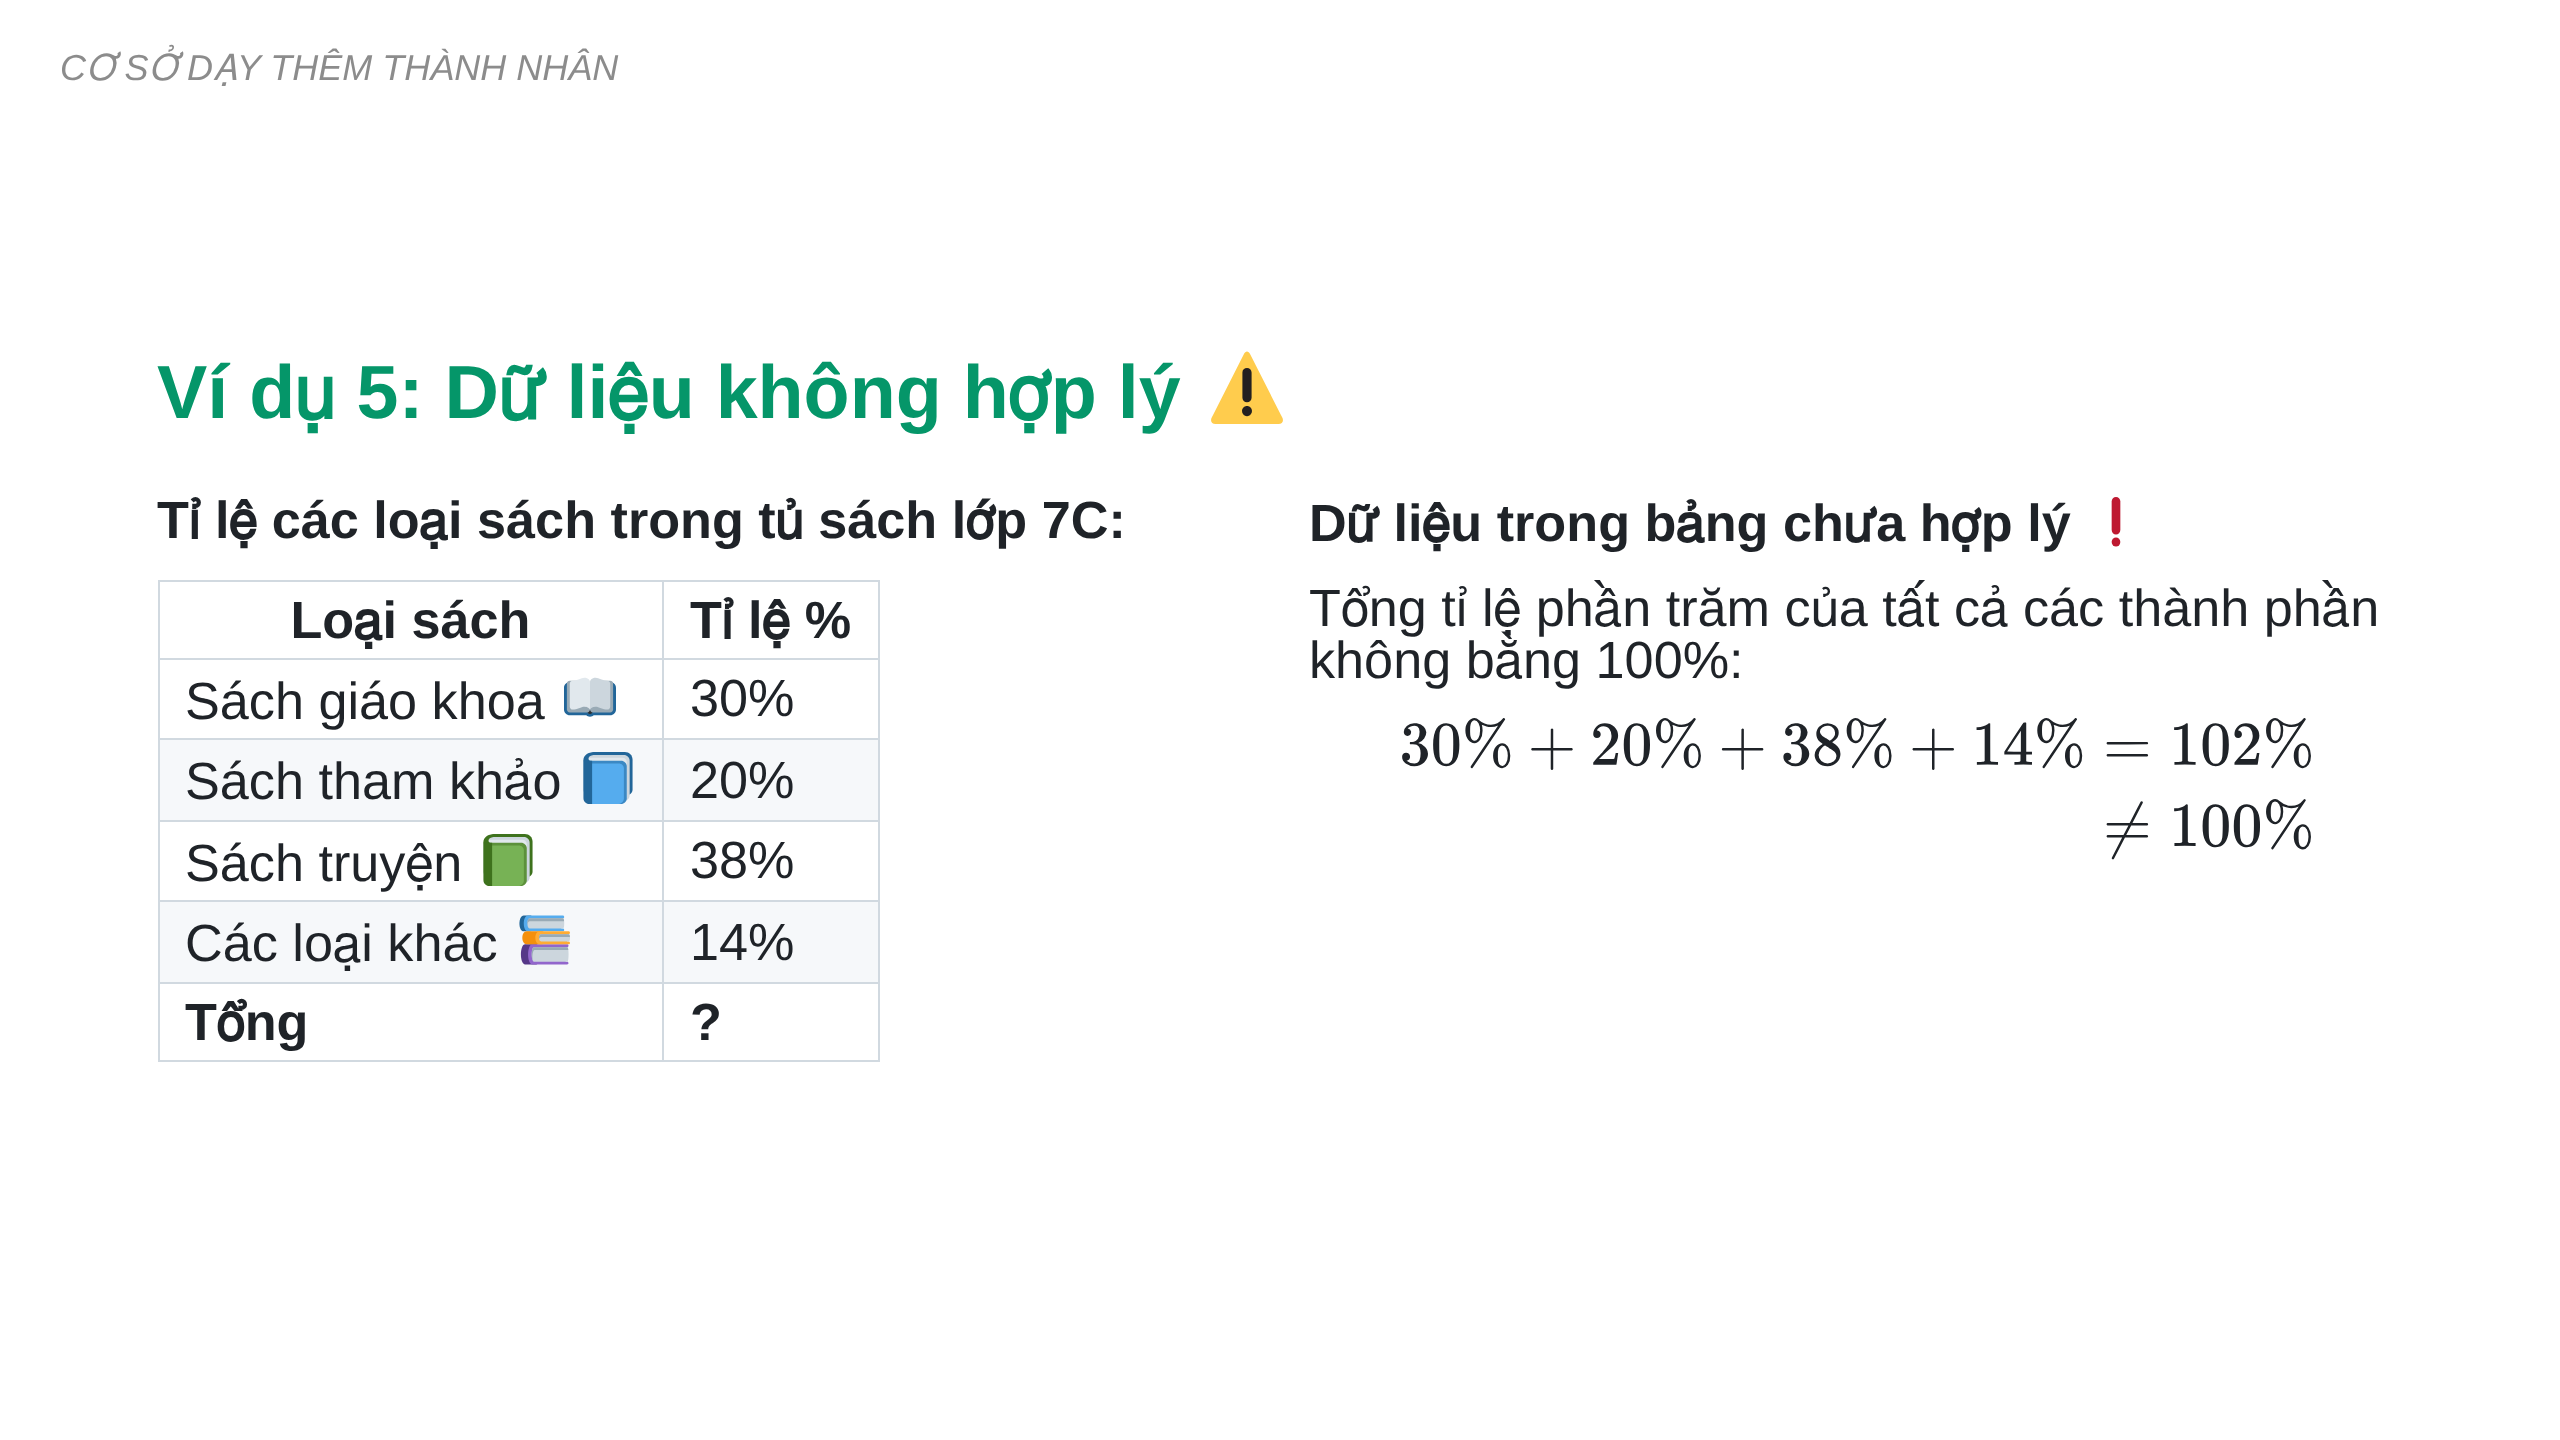 CƠ SỞ DẠY THÊM THÀNH NHÂN
Ví dụ 5: Dữ liệu không hợp lý ⚠️
Tỉ lệ các loại sách trong tủ sách lớp 7C:
Loại sách Tỉ lệ %
Sách giáo khoa 📖 30%
Sách tham khảo 📘 20%
Sách truyện 📗 38%
Các loại khác 📚 14%
Tổng ?
Dữ liệu trong bảng chưa hợp lý ❗
Tổng tỉ lệ phần trăm của tất cả các thành phần
không bằng 100%:
30% + 20% + 38% + 14% = 102%
≠ 100%